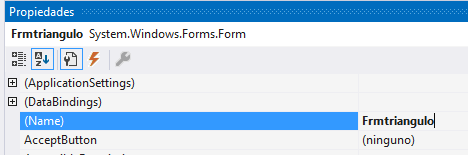 Propiedades
Frmtriangulo System.Windows.Forms.Form
(ApplicationSettings)
(DataBindings)
(Name) Frmtriangulo
AcceptButton (ninguno)